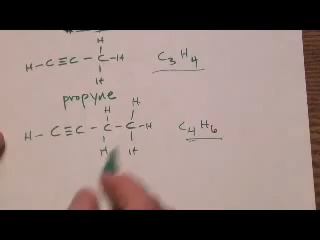 H
H - C ≡ C - C - H   C3H4
H
propyne
H H
H - C ≡ C - C - C - H   C4H6
H H